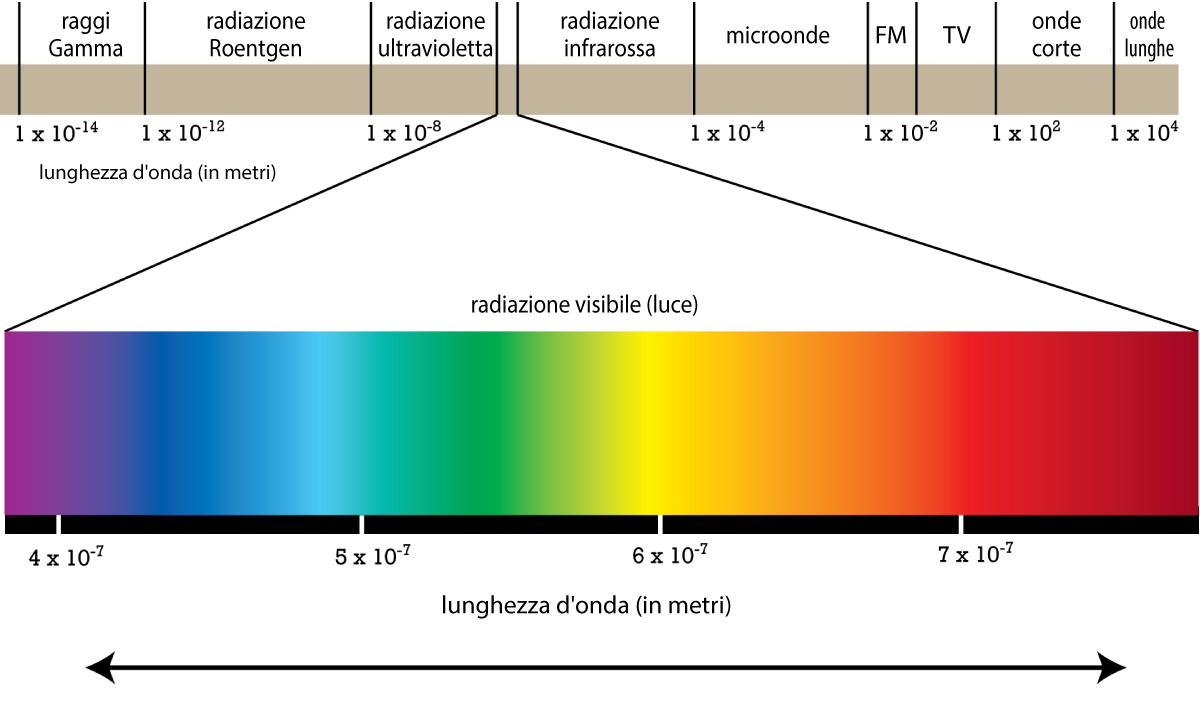 raggi
Gamma
radiazione
Roentgen
radiazione
ultravioletta
radiazione
infrarossa
microonde
FM
TV
onde
corte
onde
lunghe
1 x 10⁻¹⁴
1 x 10⁻¹²
1 x 10⁻⁸
1 x 10⁻⁴
1 x 10⁻²
1 x 10²
1 x 10⁴
lunghezza d'onda (in metri)
radiazione visibile (luce)
4 x 10⁻⁷
5 x 10⁻⁷
6 x 10⁻⁷
7 x 10⁻⁷
lunghezza d'onda (in metri)